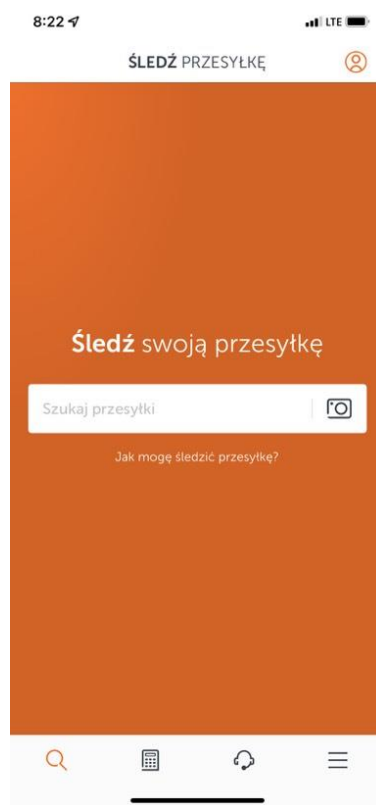 8:22 LTE
ŚLEDŹ PRZESYŁKĘ
Śledź swoją przesyłkę
Szukaj przesyłki
Jak mogę śledzić przesyłkę?